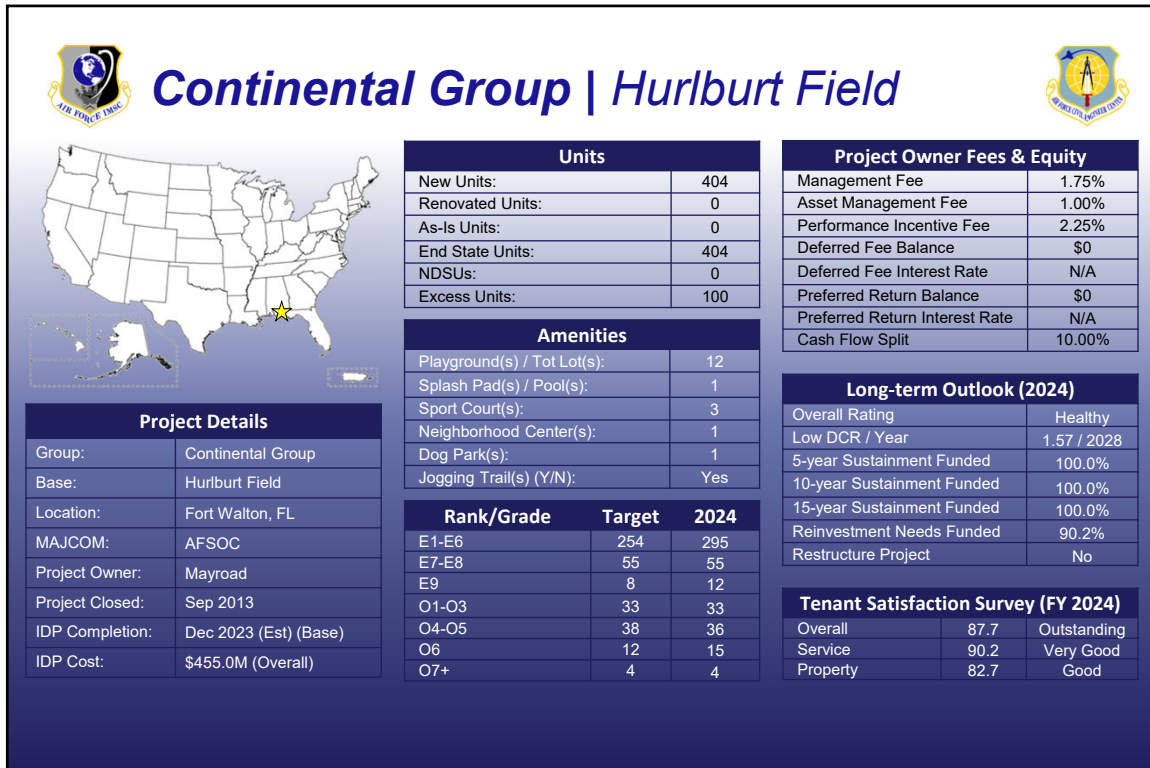 AIR FORCE IMSC
Continental Group | Hurlburt Field
AIR FORCE CIVIL ENGINEER CENTER
Project Details
Group: Continental Group
Base: Hurlburt Field
Location: Fort Walton, FL
MAJCOM: AFSOC
Project Owner: Mayroad
Project Closed: Sep 2013
IDP Completion: Dec 2023 (Est) (Base)
IDP Cost: $455.0M (Overall)
Units
New Units: 404
Renovated Units: 0
As-Is Units: 0
End State Units: 404
NDSUs: 0
Excess Units: 100
Amenities
Playground(s) / Tot Lot(s): 12
Splash Pad(s) / Pool(s): 1
Sport Court(s): 3
Neighborhood Center(s): 1
Dog Park(s): 1
Jogging Trail(s) (Y/N): Yes
Rank/Grade Target 2024
E1-E6 254 295
E7-E8 55 55
E9 8 12
O1-O3 33 33
O4-O5 38 36
O6 12 15
O7+ 4 4
Project Owner Fees & Equity
Management Fee 1.75%
Asset Management Fee 1.00%
Performance Incentive Fee 2.25%
Deferred Fee Balance $0
Deferred Fee Interest Rate N/A
Preferred Return Balance $0
Preferred Return Interest Rate N/A
Cash Flow Split 10.00%
Long-term Outlook (2024)
Overall Rating Healthy
Low DCR / Year 1.57 / 2028
5-year Sustainment Funded 100.0%
10-year Sustainment Funded 100.0%
15-year Sustainment Funded 100.0%
Reinvestment Needs Funded 90.2%
Restructure Project No
Tenant Satisfaction Survey (FY 2024)
Overall 87.7 Outstanding
Service 90.2 Very Good
Property 82.7 Good